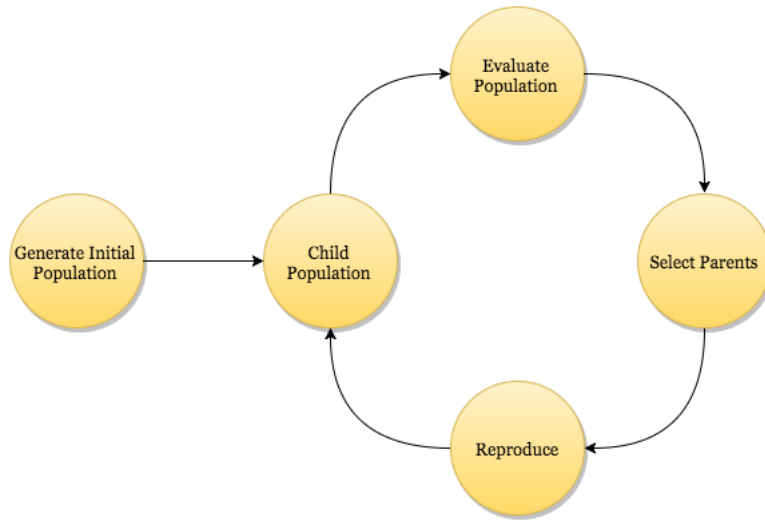 Evaluate
Population
Generate Initial
Population
Child
Population
Select Parents
Reproduce